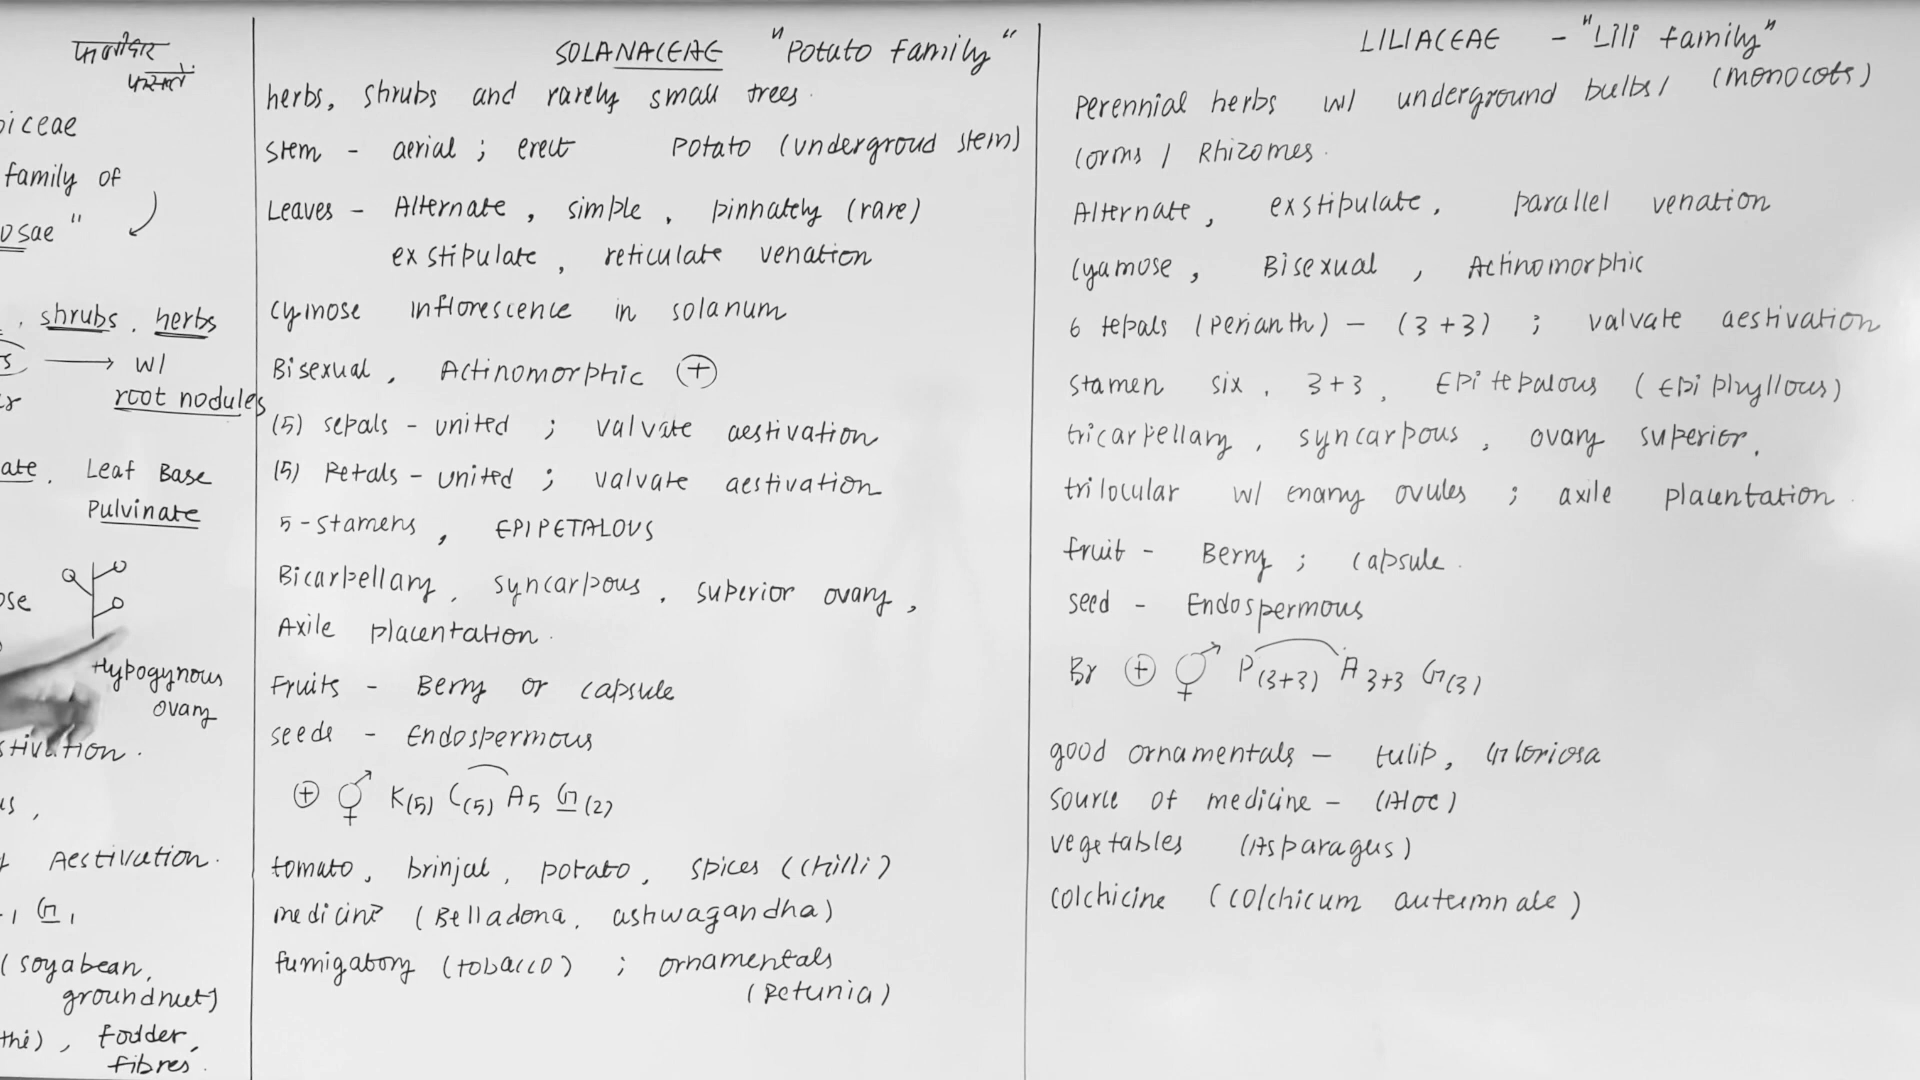 फलीदार
फसलें
family of
shrubs, herbs
w/
root nodules
Leaf Base
Pulvinate
Hypogynous
ovary
Aestivation.
(soyabean,
groundnut)
fodder,
fibres.
SOLANACEAE "Potato family"
herbs, shrubs and rarely small trees.
stem - aerial ; erect Potato (undergroud stem)
Leaves - Alternate, simple, pinnately (rare)
exstipulate, reticulate venation
cymose inflorescence in solanum
Bisexual, Actinomorphic ⊕
(5) sepals - united ; valvate aestivation
(5) Petals - united ; valvate aestivation
5-stamens, EPIPETALOUS
Bicarpellary, syncarpous, superior ovary,
Axile placentation.
Fruits - Berry or capsule
seeds - Endospermous
⊕ ⚥ K(5) C(5) A5 G(2)
tomato, brinjal, potato, spices (chilli)
medicine (Belladona, ashwagandha)
fumigatory (tobacco) ; ornamentals
(Petunia)
LILIACEAE - "Lili family"
(monocots)
Perennial herbs w/ underground bulbs/
corms / Rhizomes.
Alternate, exstipulate, parallel venation
Cyamose, Bisexual, Actinomorphic
6 tepals (perianth) - (3+3) ; valvate aestivation
stamen six, 3+3, Epitepalous (Epiphyllous)
tricarpellary, syncarpous, ovary superior,
trilocular w/ many ovules ; axile placentation.
fruit - Berry ; capsule.
seed - Endospermous
Br ⊕ ⚥ P(3+3) A3+3 G(3)
good ornamentals - tulip, Gloriosa
source of medicine - (Aloe)
vegetables (Asparagus)
colchicine (colchicum autumnale)